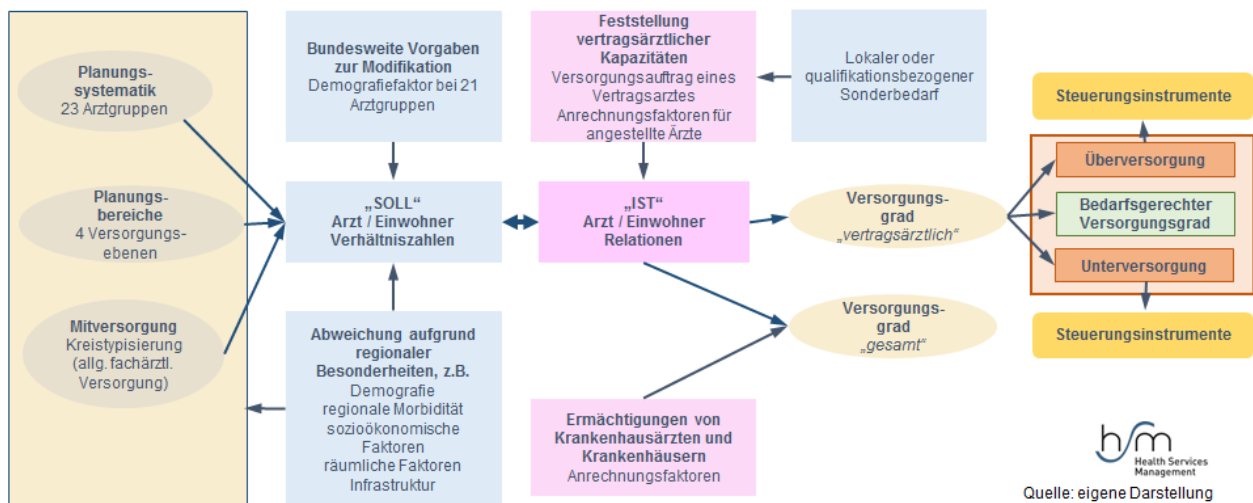 Planungs-
systematik
23 Arztgruppen
Planungs-
bereiche
4 Versorgungs-
ebenen
Mitversorgung
Kreistypisierung
(allg. fachärztl.
Versorgung)
Bundesweite Vorgaben
zur Modifikation
Demografiefaktor bei 21
Arztgruppen
„SOLL“
Arzt / Einwohner
Verhältniszahlen
Abweichung aufgrund
regionaler
Besonderheiten, z.B.
Demografie
regionale Morbidität
sozioökonomische
Faktoren
räumliche Faktoren
Infrastruktur
Feststellung
vertragsärztlicher
Kapazitäten
Versorgungsauftrag eines
Vertragsarztes
Anrechnungsfaktoren für
angestellte Ärzte
„IST“
Arzt / Einwohner
Relationen
Ermächtigungen von
Krankenhausärzten und
Krankenhäusern
Anrechnungsfaktoren
Lokaler oder
qualifikationsbezogener
Sonderbedarf
Versorgungs-
grad
„vertragsärztlich“
Versorgungs-
grad
„gesamt“
Steuerungsinstrumente
Überversorgung
Bedarfsgerechter
Versorgungsgrad
Unterversorgung
Steuerungsinstrumente
hsm
Health Services
Management
Quelle: eigene Darstellung